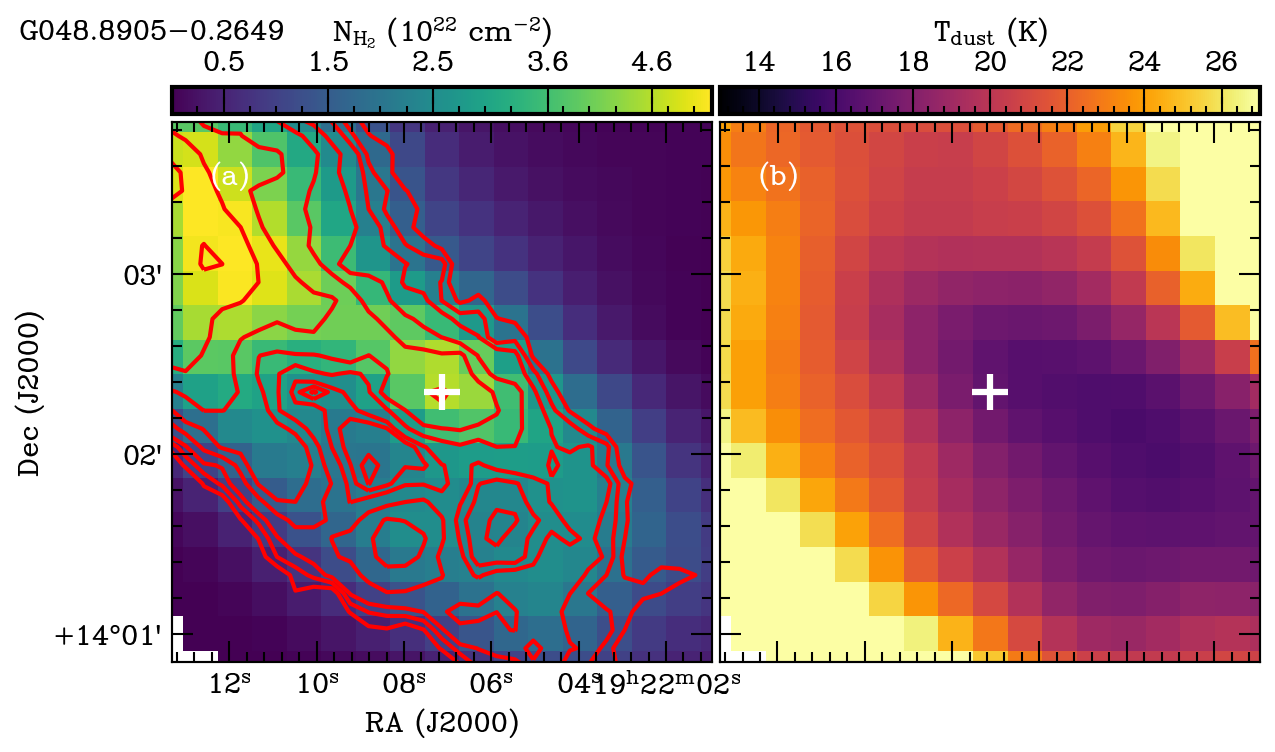 G048.8905−0.2649 N_H₂ (10²² cm⁻²) T_dust (K)
0.5 1.5 2.5 3.6 4.6 14 16 18 20 22 24 26
(a) (b)
03'
02'
+14°01'
Dec (J2000)
12ˢ 10ˢ 08ˢ 06ˢ 04ˢ 19ʰ22ᵐ02ˢ
RA (J2000)